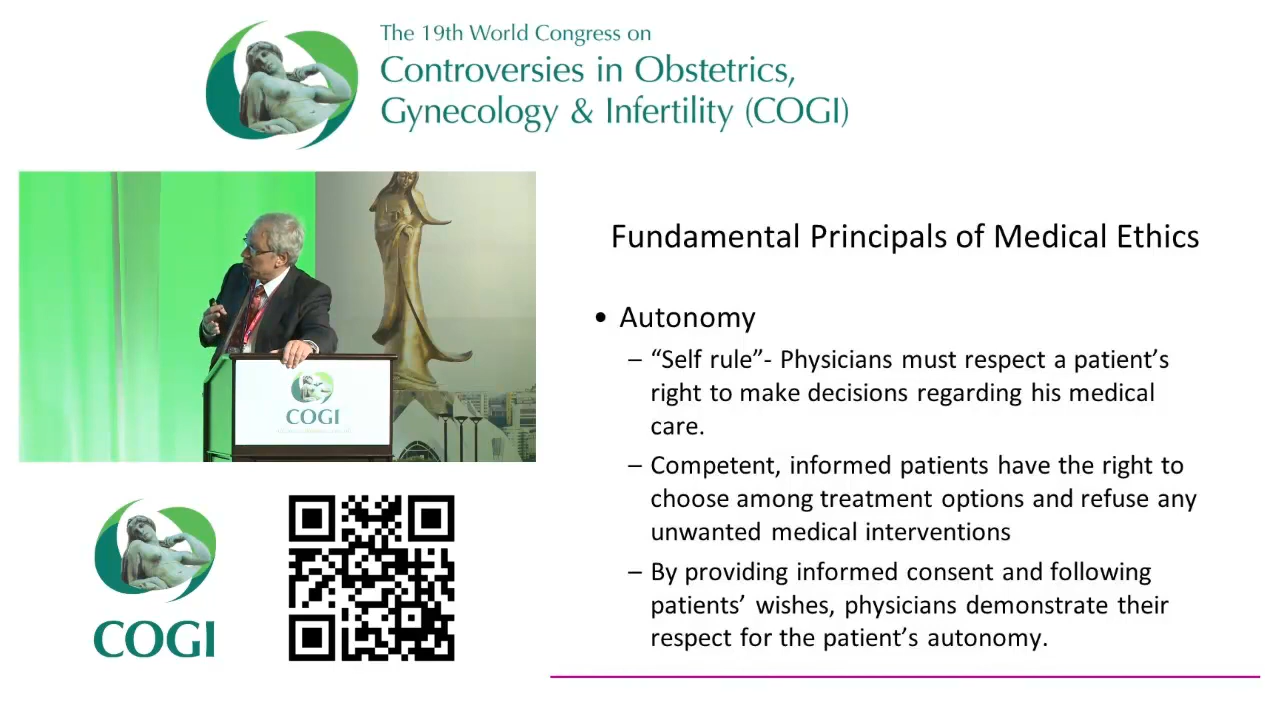 The 19th World Congress on
Controversies in Obstetrics,
Gynecology & Infertility (COGI)
Fundamental Principals of Medical Ethics
• Autonomy
– “Self rule”- Physicians must respect a patient’s
right to make decisions regarding his medical
care.
– Competent, informed patients have the right to
choose among treatment options and refuse any
unwanted medical interventions
– By providing informed consent and following
patients’ wishes, physicians demonstrate their
respect for the patient’s autonomy.
COGI
COGI